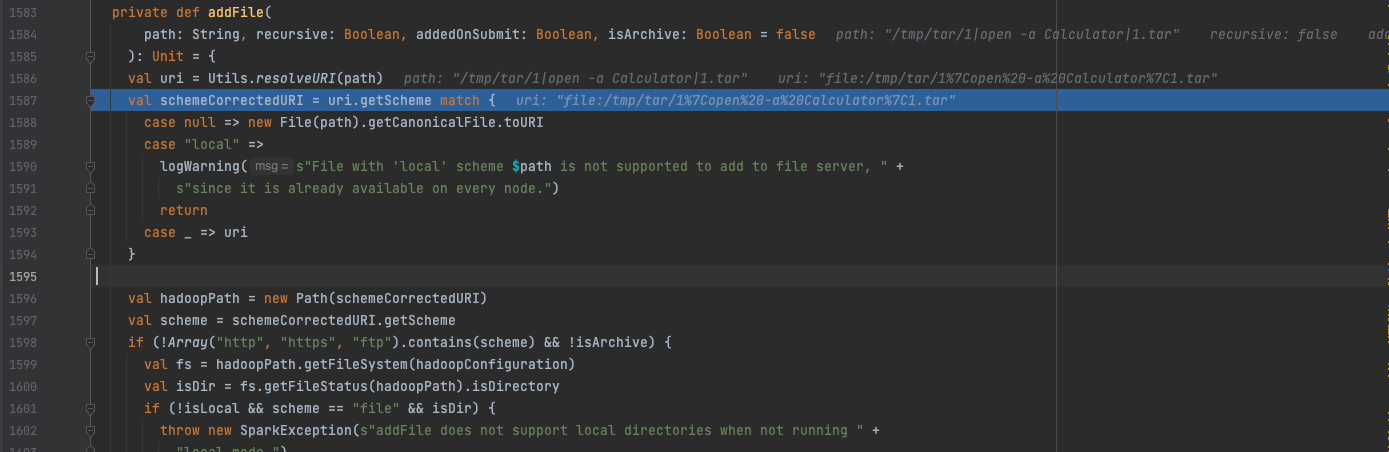 1583 private def addFile(
1584 path: String, recursive: Boolean, addedOnSubmit: Boolean, isArchive: Boolean = false path: "/tmp/tar/1|open -a Calculator|1.tar" recursive: false
1585 ): Unit = {
1586 val uri = Utils.resolveURI(path) path: "/tmp/tar/1|open -a Calculator|1.tar" uri: "file:/tmp/tar/1%7Copen%20-a%20Calculator%7C1.tar"
1587 val schemeCorrectedURI = uri.getScheme match { uri: "file:/tmp/tar/1%7Copen%20-a%20Calculator%7C1.tar"
1588 case null => new File(path).getCanonicalFile.toURI
1589 case "local" =>
1590 logWarning( msg = s"File with 'local' scheme $path is not supported to add to file server, " +
1591 s"since it is already available on every node.")
1592 return
1593 case _ => uri
1594 }
1595
1596 val hadoopPath = new Path(schemeCorrectedURI)
1597 val scheme = schemeCorrectedURI.getScheme
1598 if (!Array("http", "https", "ftp").contains(scheme) && !isArchive) {
1599 val fs = hadoopPath.getFileSystem(hadoopConfiguration)
1600 val isDir = fs.getFileStatus(hadoopPath).isDirectory
1601 if (!isLocal && scheme == "file" && isDir) {
1602 throw new SparkException(s"addFile does not support local directories when not running " +
1603 "local mode.")